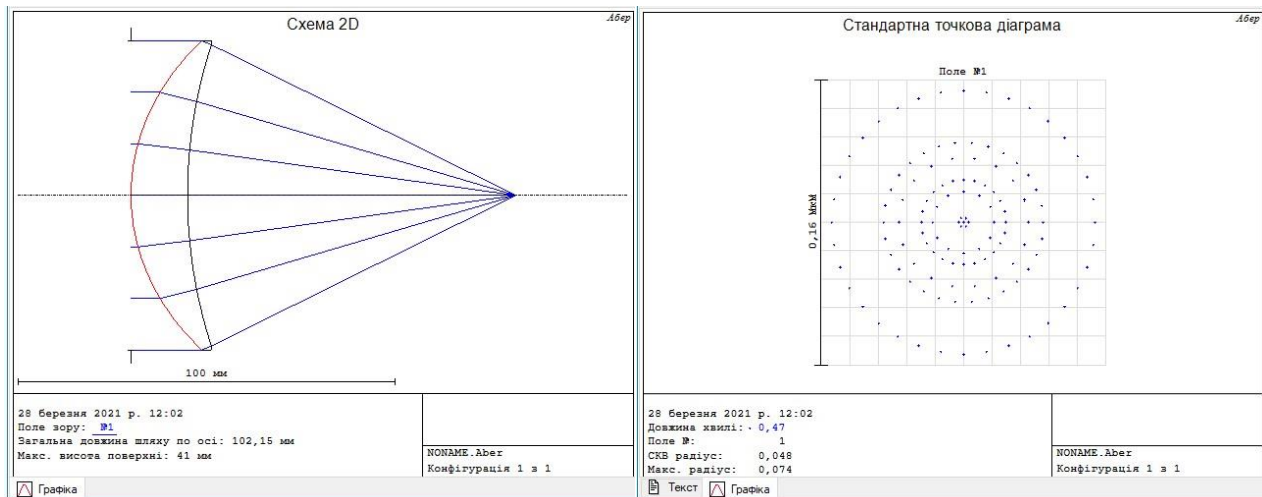 Схема 2D
Абер
100 мм
28 березня 2021 р. 12:02
Поле зору: №1
Загальна довжина шляху по осі: 102,15 мм
Макс. висота поверхні: 41 мм
NONAME.Aber
Конфігурація 1 з 1
Графіка
Стандартна точкова діаграма
Абер
Поле №1
0,16 МкМ
28 березня 2021 р. 12:02
Довжина хвилі: 0,47
Поле №: 1
СКВ радіус: 0,048
Макс. радіус: 0,074
NONAME.Aber
Конфігурація 1 з 1
Текст Графіка